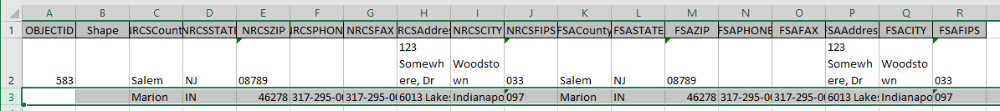 A B C D E F G H I J K L M N O P Q R
1 OBJECTID Shape NRCSCount NRCSSTATE NRCSZIP NRCSPHON NRCSFAX RCSAddres NRCSCITY NRCSFIPS FSACounty FSASTATE FSAZIP FSAPHONE FSAFAX SAAddres FSACITY FSAFIPS
123 123
Somewh Woodsto Somewh Woodsto
2 583 Salem NJ 08789 ere, Dr wn 033 Salem NJ 08789 ere, Dr wn 033
3 Marion IN 46278 317-295-0 317-295-0 6013 Lake Indianapo 097 Marion IN 46278 317-295-0 317-295-0 6013 Lake Indianapo 097